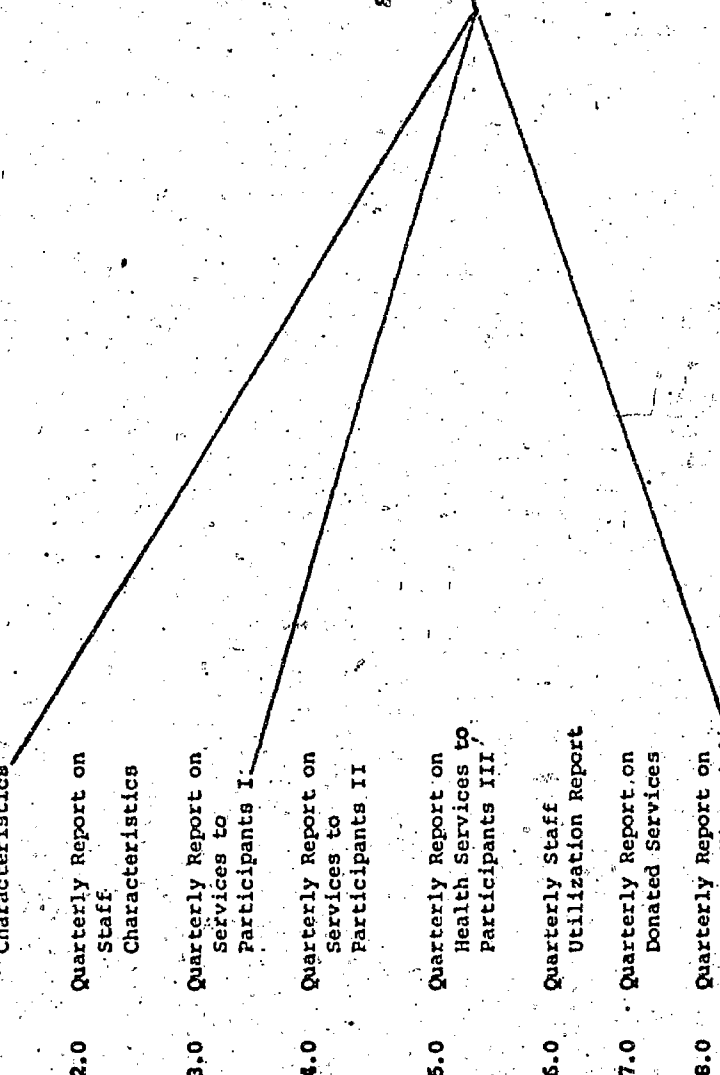 Characteristics
2.0 Quarterly Report on
Staff
Characteristics
3.0 Quarterly Report on
Services to
Participants I
4.0 Quarterly Report on
Services to
Participants II
5.0 Quarterly Report on
Health Services to
Participants III
6.0 Quarterly Staff
Utilization Report
7.0 Quarterly Report on
Donated Services
8.0 Quarterly Report on